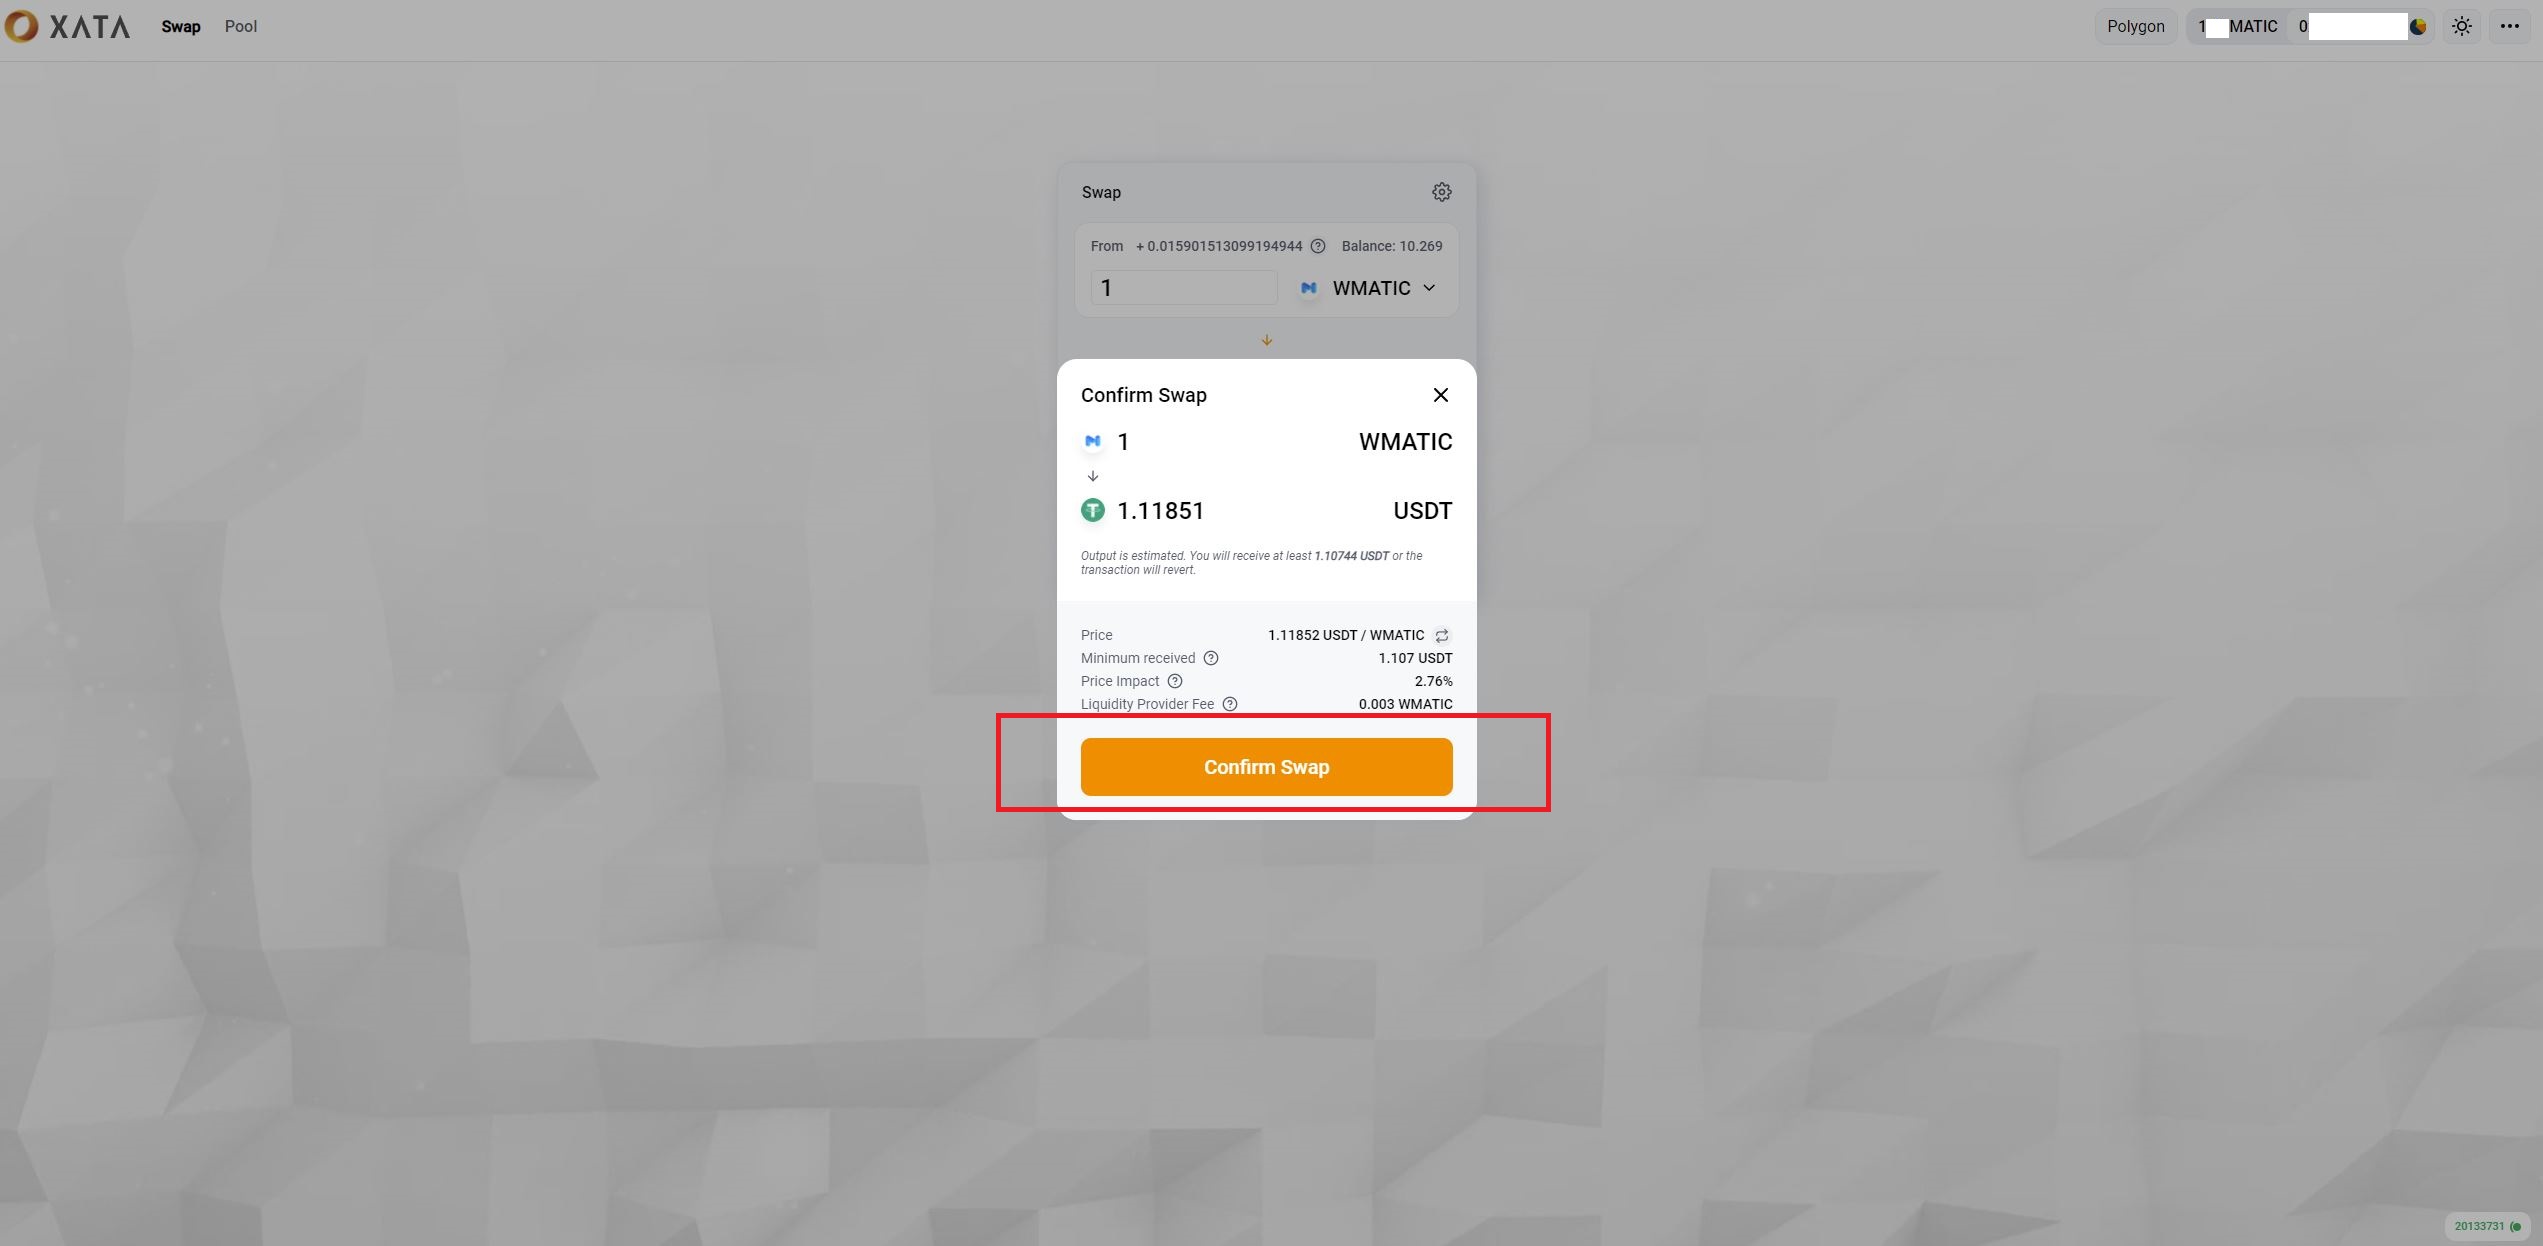 XATA Swap Pool Polygon 1 MATIC 0
Swap
From + 0.015901513099194944 Balance: 10.269
1 WMATIC
Confirm Swap
1 WMATIC
1.11851 USDT
Output is estimated. You will receive at least 1.10744 USDT or the
transaction will revert.
Price 1.11852 USDT / WMATIC
Minimum received 1.107 USDT
Price Impact 2.76%
Liquidity Provider Fee 0.003 WMATIC
Confirm Swap
20133731